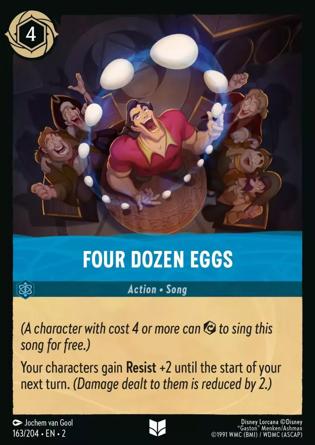 4
FOUR DOZEN EGGS
Action • Song
(A character with cost 4 or more can to sing this
song for free.)
Your characters gain Resist +2 until the start of your
next turn. (Damage dealt to them is reduced by 2.)
Jochem van Gool
163/204 • EN • 2
Disney Lorcana ©Disney
"Gaston" Menken/Ashman
©1991 WMC (BMI) / WDMC (ASCAP)